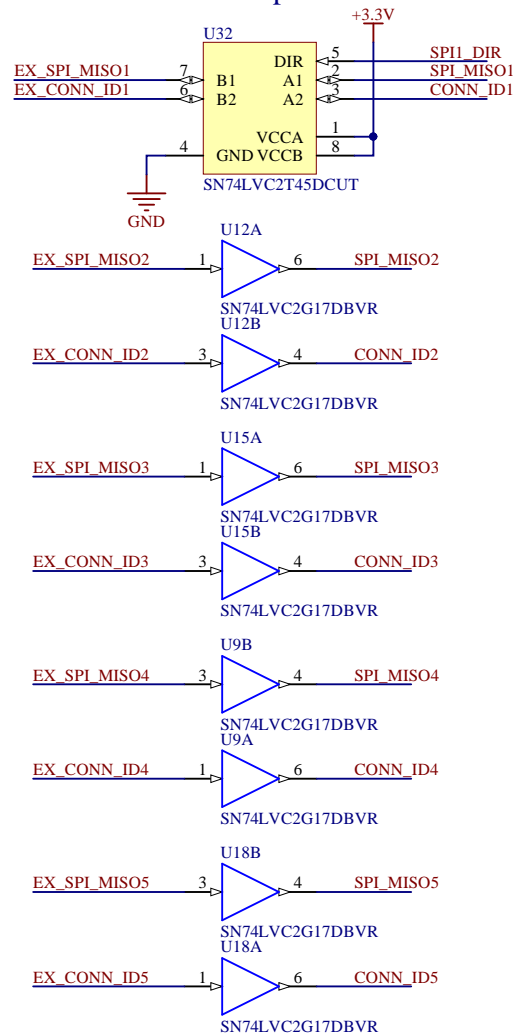 +3.3V
U32
DIR 5 SPI1_DIR
EX_SPI_MISO1 7 B1 A1 2 SPI_MISO1
EX_CONN_ID1 6 B2 A2 3 CONN_ID1
VCCA 1
4 GND VCCB 8
SN74LVC2T45DCUT
GND
U12A
EX_SPI_MISO2 1 6 SPI_MISO2
SN74LVC2G17DBVR
U12B
EX_CONN_ID2 3 4 CONN_ID2
SN74LVC2G17DBVR
U15A
EX_SPI_MISO3 1 6 SPI_MISO3
SN74LVC2G17DBVR
U15B
EX_CONN_ID3 3 4 CONN_ID3
SN74LVC2G17DBVR
U9B
EX_SPI_MISO4 3 4 SPI_MISO4
SN74LVC2G17DBVR
U9A
EX_CONN_ID4 1 6 CONN_ID4
SN74LVC2G17DBVR
U18B
EX_SPI_MISO5 3 4 SPI_MISO5
SN74LVC2G17DBVR
U18A
EX_CONN_ID5 1 6 CONN_ID5
SN74LVC2G17DBVR